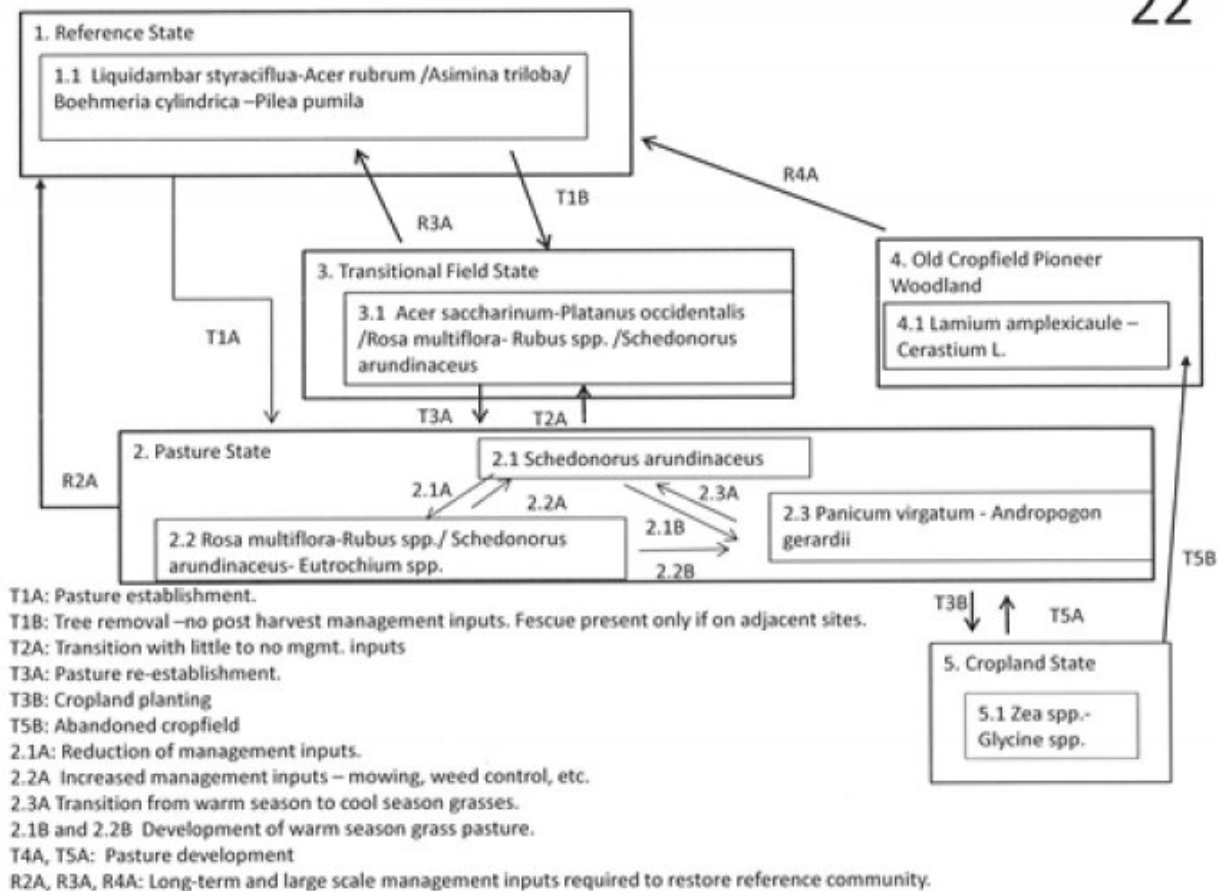 22
1. Reference State
1.1 Liquidambar styraciflua-Acer rubrum /Asimina triloba/
Boehmeria cylindrica –Pilea pumila
R4A
T1B
R3A
3. Transitional Field State
3.1 Acer saccharinum-Platanus occidentalis
/Rosa multiflora- Rubus spp. /Schedonorus
arundinaceus
4. Old Cropfield Pioneer
Woodland
4.1 Lamium amplexicaule –
Cerastium L.
T1A
T3A
T2A
2. Pasture State
2.1 Schedonorus arundinaceus
R2A
2.1A
2.2A
2.3A
2.1B
2.3 Panicum virgatum - Andropogon
gerardii
2.2 Rosa multiflora-Rubus spp./ Schedonorus
arundinaceus- Eutrochium spp.
2.2B
T5B
T3B
T5A
5. Cropland State
5.1 Zea spp.-
Glycine spp.
T1A: Pasture establishment.
T1B: Tree removal –no post harvest management inputs. Fescue present only if on adjacent sites.
T2A: Transition with little to no mgmt. inputs
T3A: Pasture re-establishment.
T3B: Cropland planting
T5B: Abandoned cropfield
2.1A: Reduction of management inputs.
2.2A Increased management inputs – mowing, weed control, etc.
2.3A Transition from warm season to cool season grasses.
2.1B and 2.2B Development of warm season grass pasture.
T4A, T5A: Pasture development
R2A, R3A, R4A: Long-term and large scale management inputs required to restore reference community.